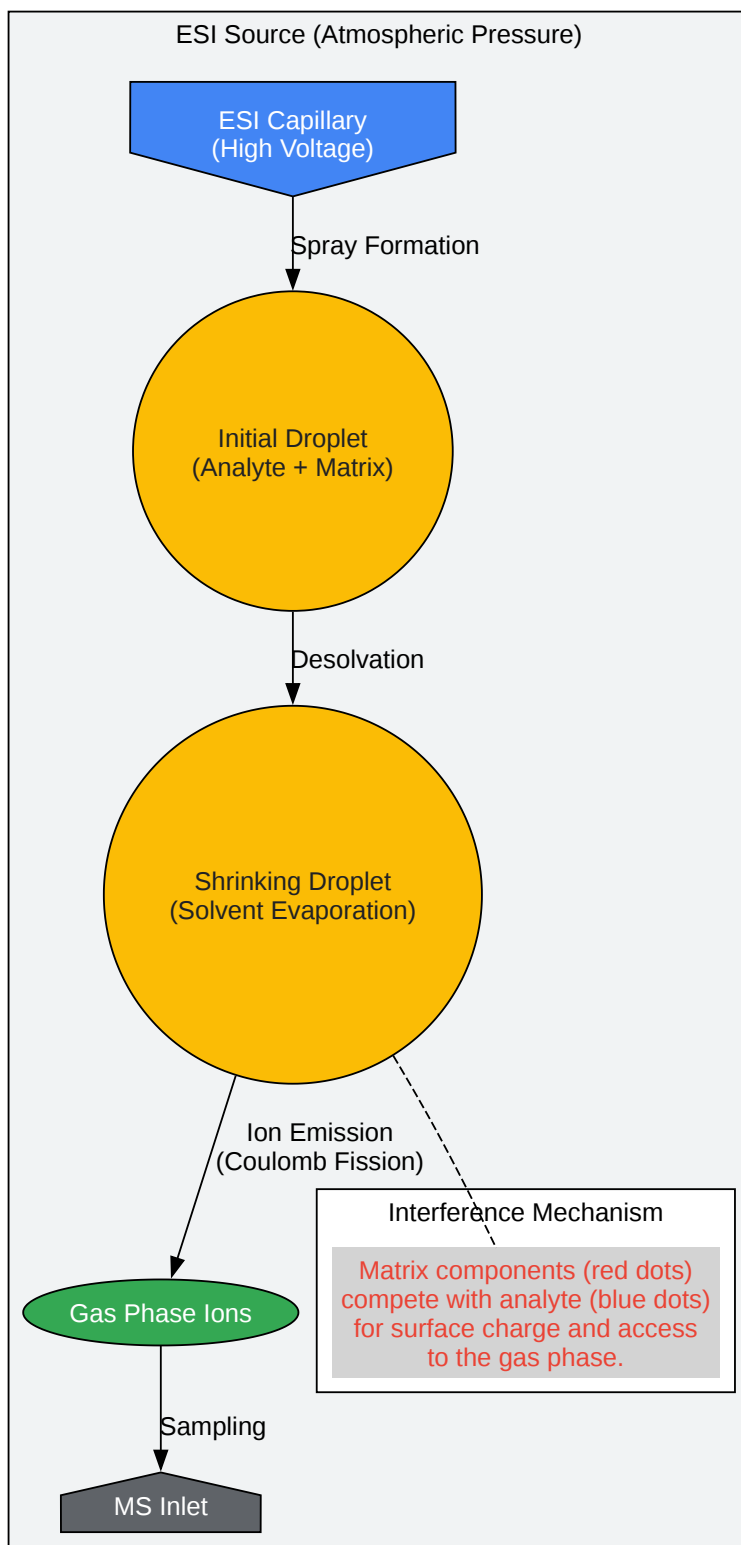 ESI Source (Atmospheric Pressure)
ESI Capillary
(High Voltage)
Spray Formation
Initial Droplet
(Analyte + Matrix)
Desolvation
Shrinking Droplet
(Solvent Evaporation)
Ion Emission
(Coulomb Fission)
Interference Mechanism
Matrix components (red dots)
compete with analyte (blue dots)
for surface charge and access
to the gas phase.
Gas Phase Ions
Sampling
MS Inlet